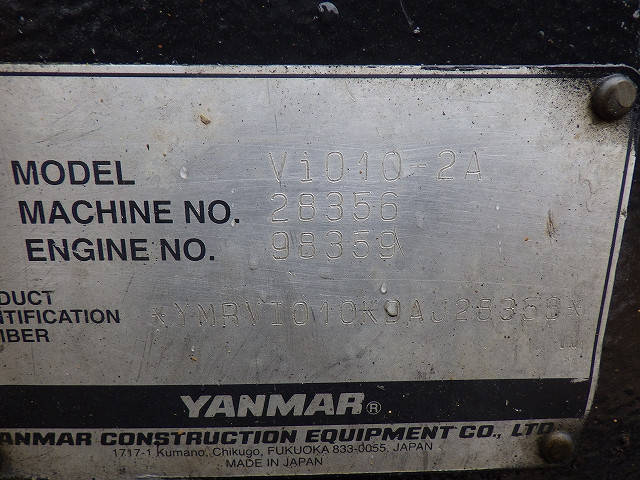 MODEL ViO10-2A
MACHINE NO. 28356
ENGINE NO. 98359
DUCT
NTIFICATION
MBER
YANMAR®
ANMAR CONSTRUCTION EQUIPMENT CO., LTD.
1717-1 Kumano, Chikugo, FUKUOKA 833-0055, JAPAN
MADE IN JAPAN